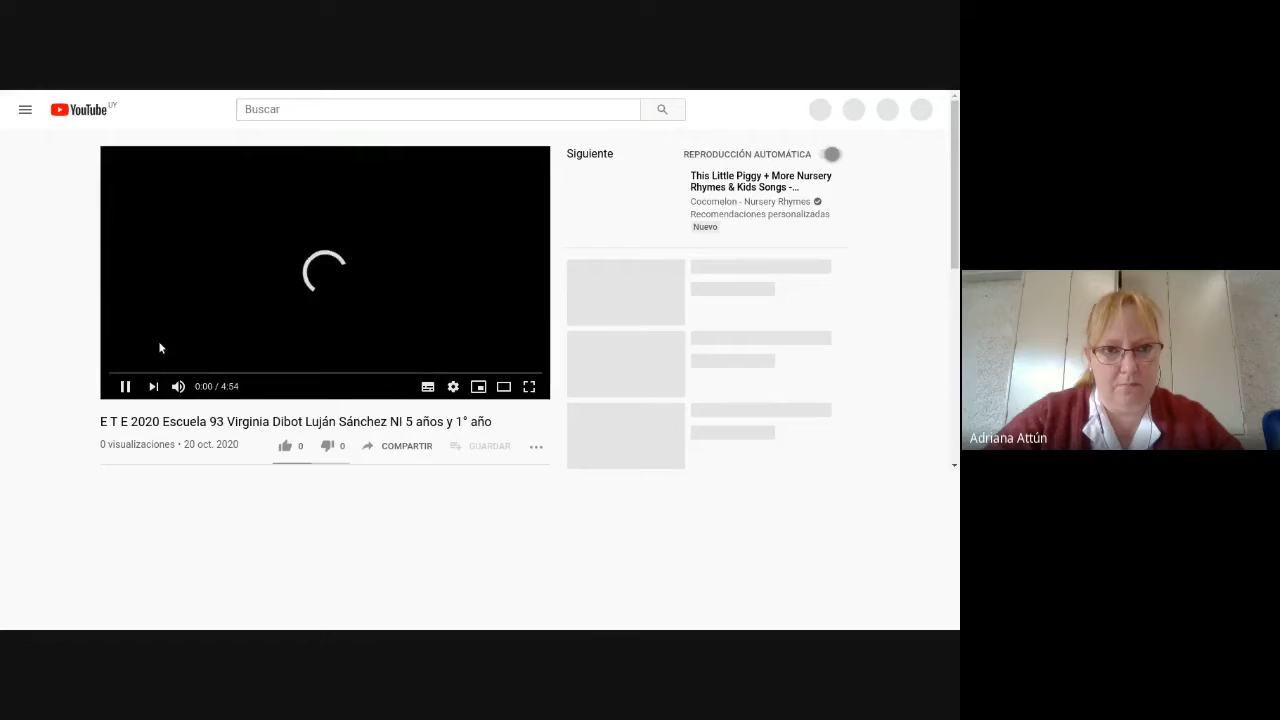 YouTube UY
Buscar
Siguiente
REPRODUCCIÓN AUTOMÁTICA
This Little Piggy + More Nursery
Rhymes & Kids Songs -...
Cocomelon - Nursery Rhymes
Recomendaciones personalizadas
Nuevo
0:00 / 4:54
E T E 2020 Escuela 93 Virginia Dibot Luján Sánchez NI 5 años y 1° año
0 visualizaciones • 20 oct. 2020
0
0
COMPARTIR
GUARDAR
Adriana Attún